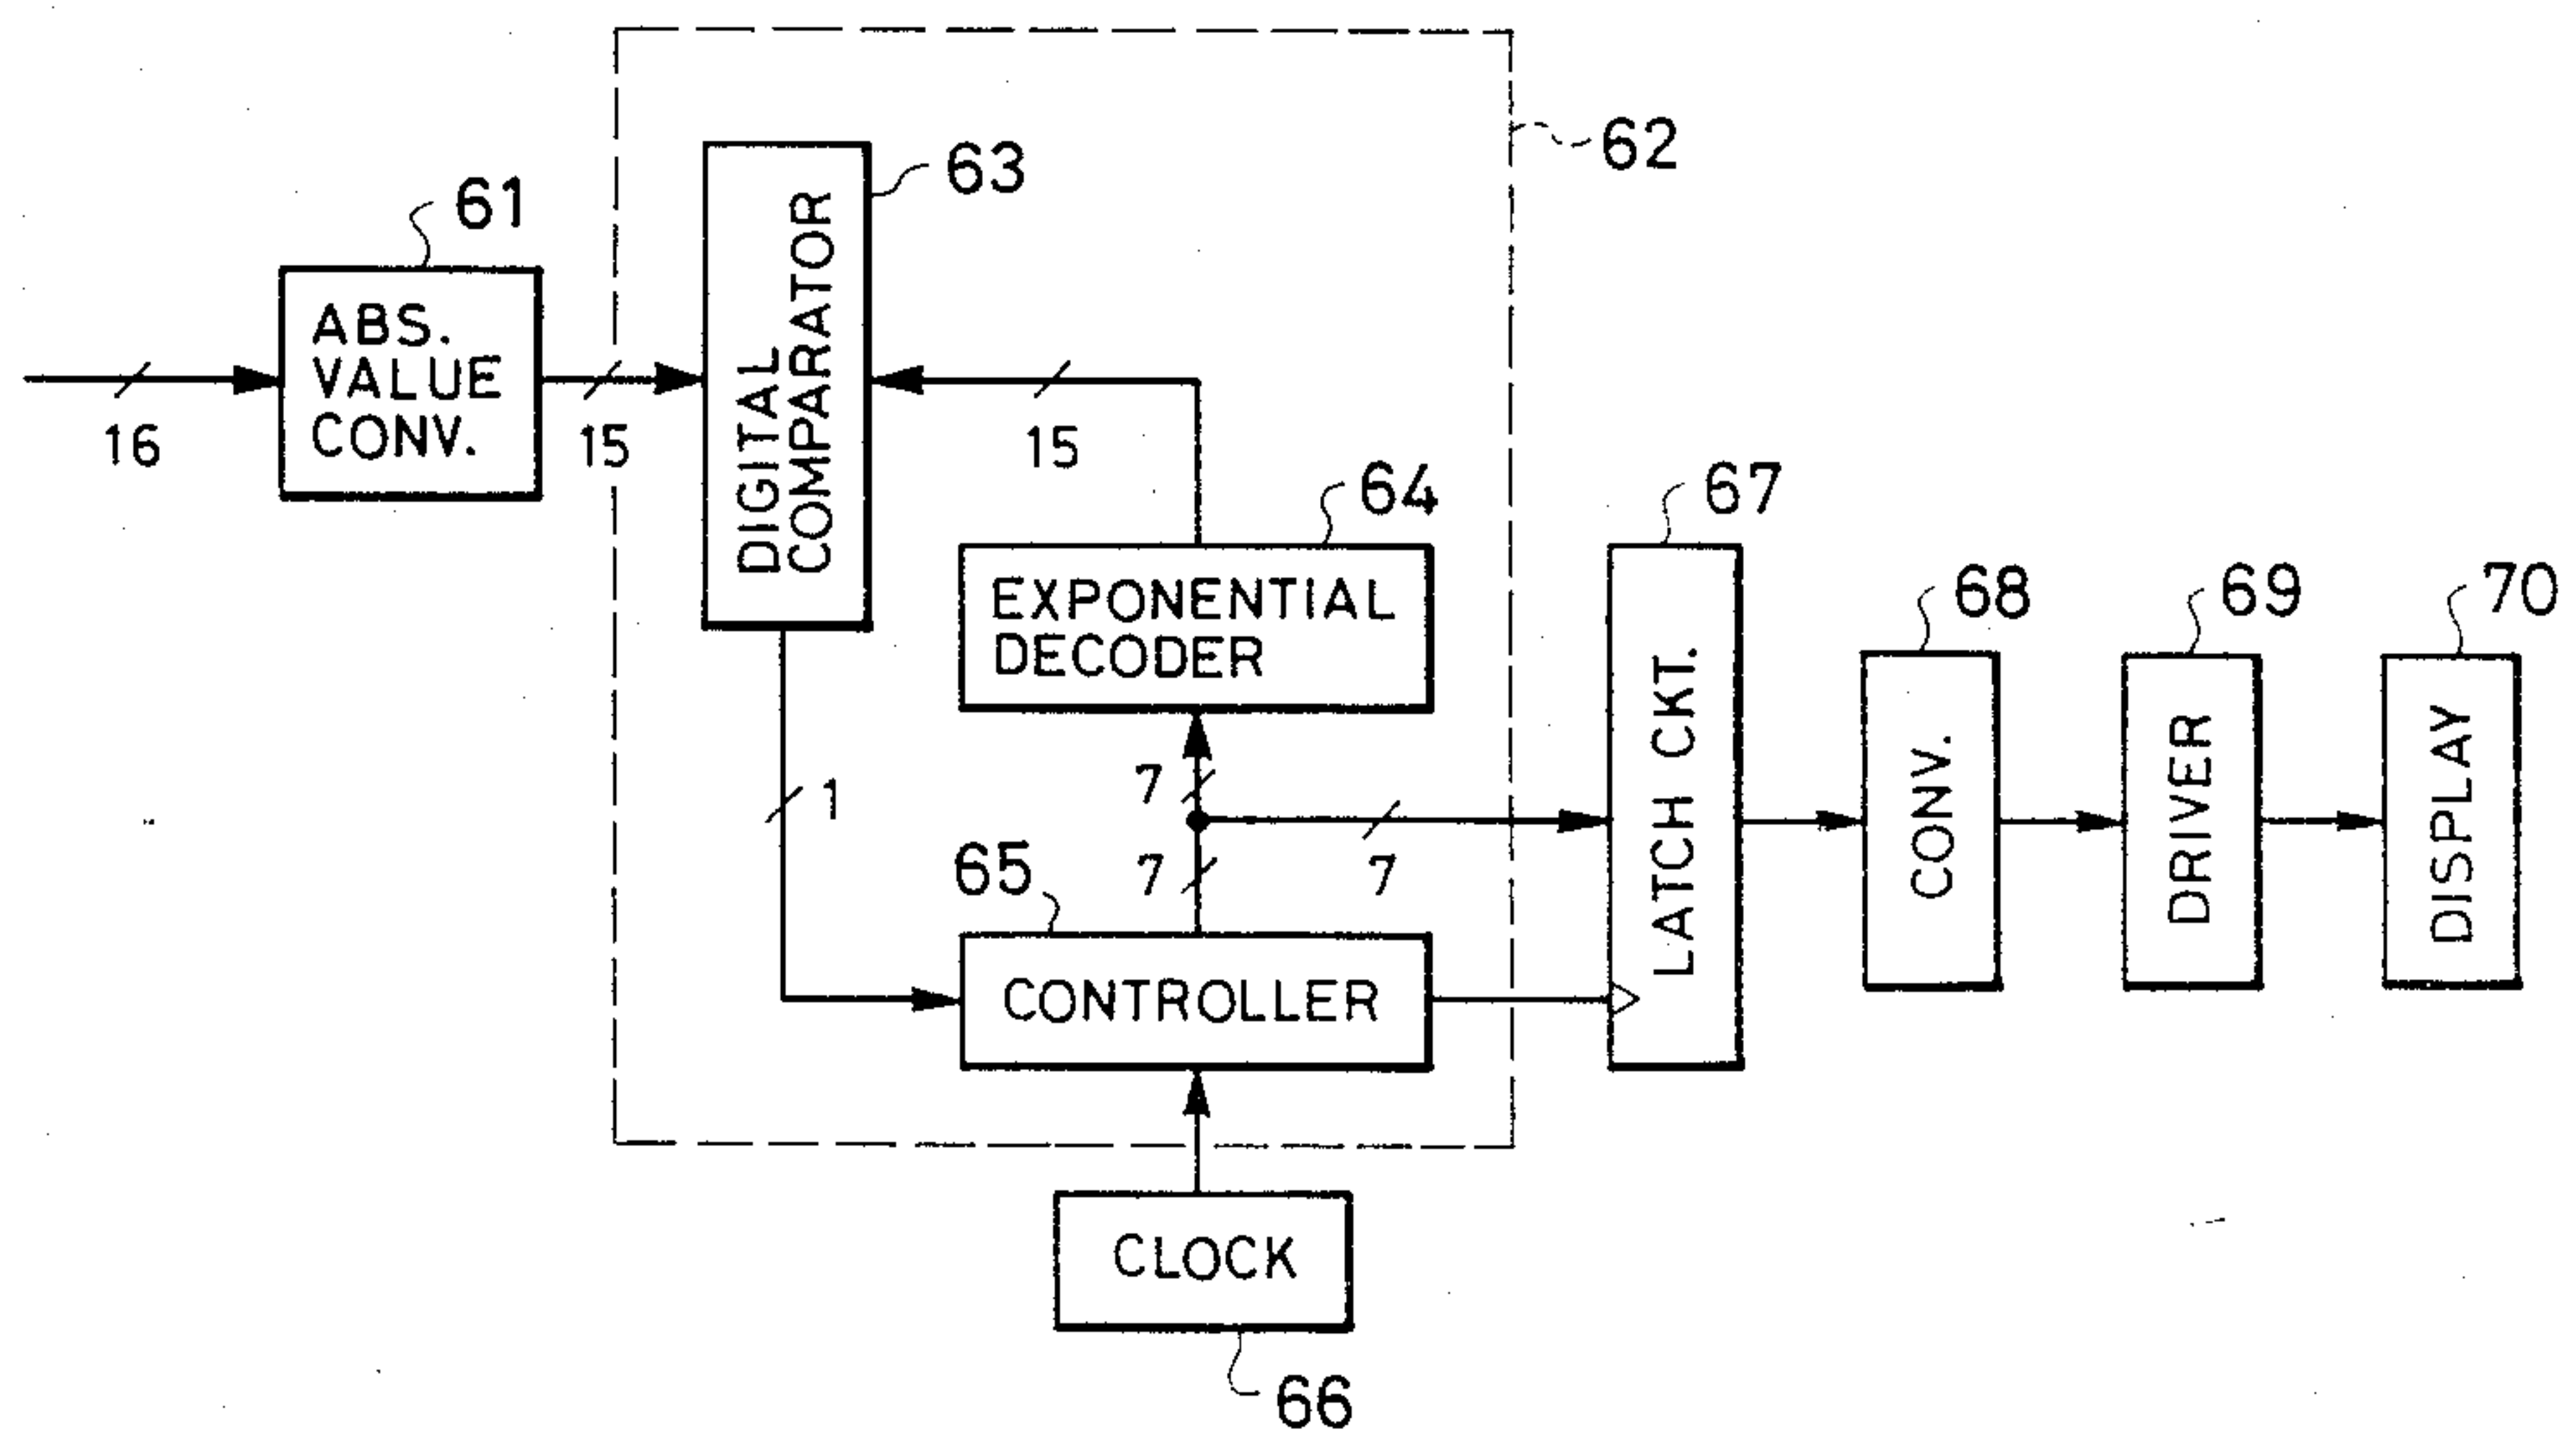 62
63
61
DIGITAL
COMPARATOR
ABS.
VALUE
CONV.
16
15
15
64
67
EXPONENTIAL
DECODER
68
69
70
LATCH CKT.
CONV.
DRIVER
DISPLAY
7
1
7
7
65
CONTROLLER
CLOCK
66